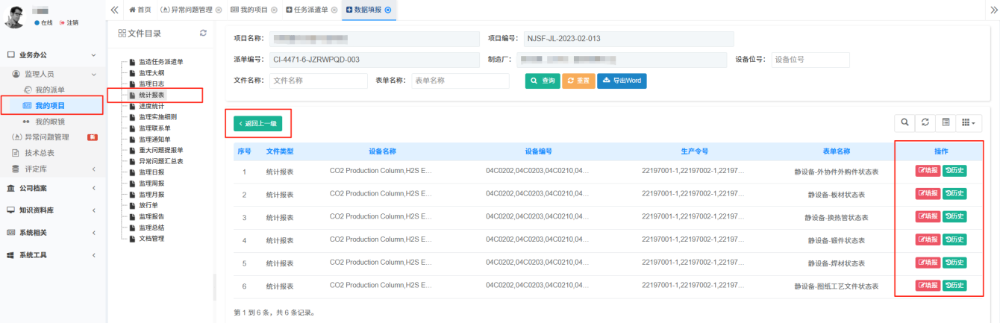 首页 异常问题管理 我的项目 任务派遣单 数据填报
在线 注销
业务办公
监理人员
我的派单
我的项目
我的眼镜
异常问题管理
技术总表
评定库
公司档案
知识资料库
系统相关
系统工具
文件目录
监造任务派遣单
监理大纲
监理日志
统计报表
进度统计
监理实施细则
监理联系单
监理通知单
重大问题提报单
异常问题汇总表
监理日报
监理周报
监理月报
放行单
监理报告
监理总结
文档管理
项目名称: 项目编号: NJSF-JL-2023-02-013
派单编号: CI-4471-6-JZRWPQD-003 制造厂: 设备位号: 设备位号
文件名称: 文件名称 表单名称: 表单名称 查询 重置 导出Word
返回上一级
序号 文件类型 设备名称 设备编号 生产令号 表单名称 操作
1 统计报表 CO2 Production Column,H2S E... 04C0202,04C0203,04C0210,04... 22197001-1,22197002-1,22197... 静设备-外协件外购件状态表 填报 历史
2 统计报表 CO2 Production Column,H2S E... 04C0202,04C0203,04C0210,04... 22197001-1,22197002-1,22197... 静设备-板材状态表 填报 历史
3 统计报表 CO2 Production Column,H2S E... 04C0202,04C0203,04C0210,04... 22197001-1,22197002-1,22197... 静设备-换热管状态表 填报 历史
4 统计报表 CO2 Production Column,H2S E... 04C0202,04C0203,04C0210,04... 22197001-1,22197002-1,22197... 静设备-锻件状态表 填报 历史
5 统计报表 CO2 Production Column,H2S E... 04C0202,04C0203,04C0210,04... 22197001-1,22197002-1,22197... 静设备-焊材状态表 填报 历史
6 统计报表 CO2 Production Column,H2S E... 04C0202,04C0203,04C0210,04... 22197001-1,22197002-1,22197... 静设备-图纸工艺文件状态表 填报 历史
第 1 到 6 条，共 6 条记录。